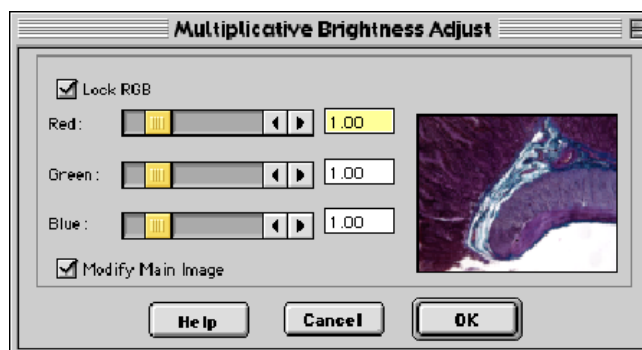 Multiplicative Brightness Adjust
Lock RGB
Red: 1.00
Green: 1.00
Blue: 1.00
Modify Main Image
Help Cancel OK